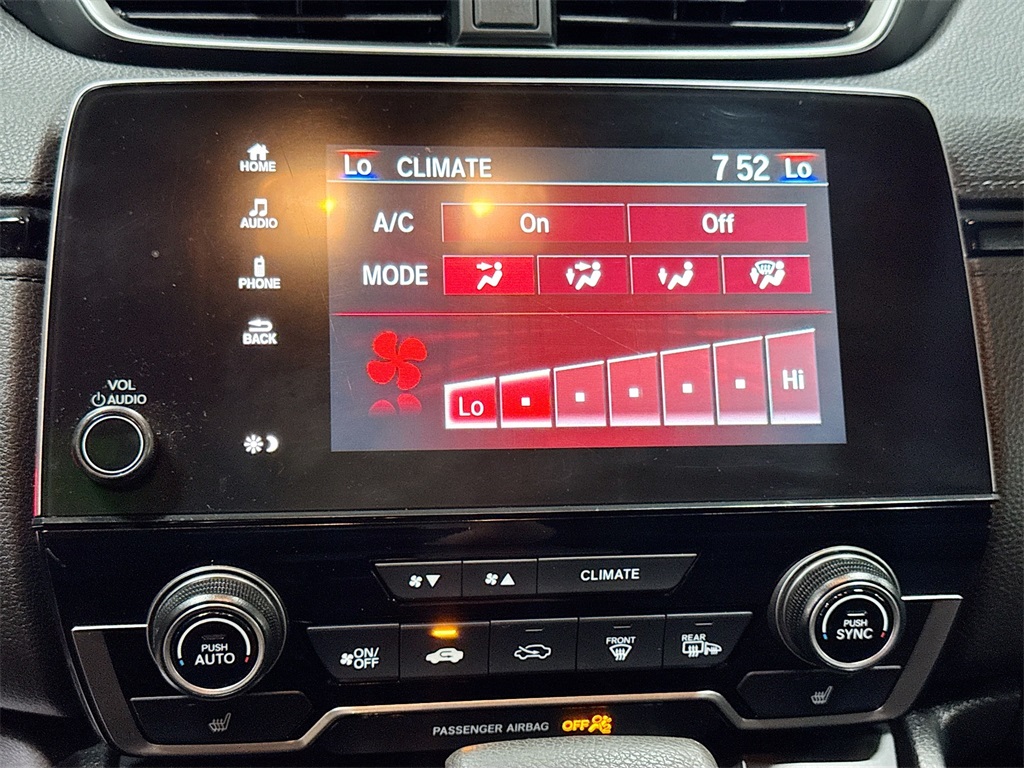 HOME
AUDIO
PHONE
BACK
VOL
AUDIO
Lo CLIMATE 7 52 Lo
A/C On Off
MODE
Lo Hi
CLIMATE
PUSH
AUTO
ON/
OFF
FRONT
REAR
PUSH
SYNC
PASSENGER AIRBAG OFF